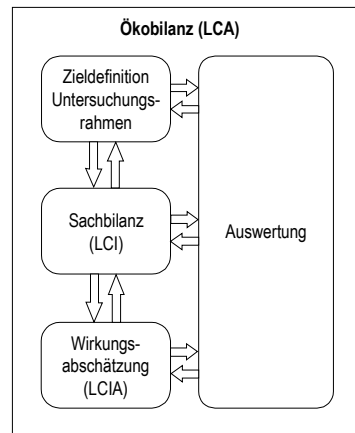 Ökobilanz (LCA)
Zieldefinition
Untersuchungs-
rahmen
Sachbilanz
(LCI)
Auswertung
Wirkungs-
abschätzung
(LCIA)